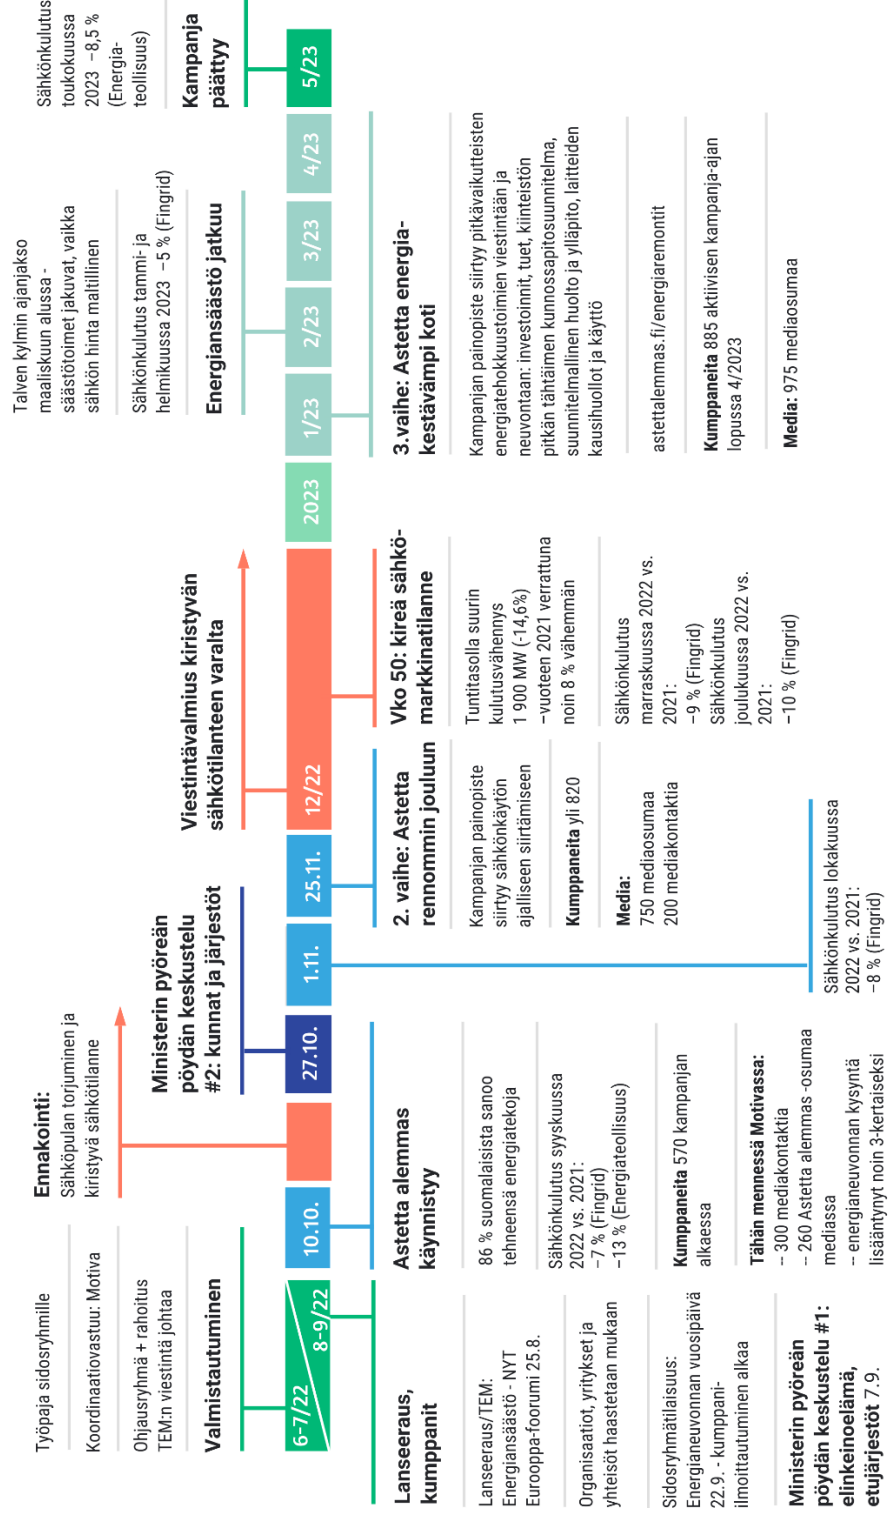 Työpaja sidosryhmille
Koordinaatiovastuu: Motiva
Ohjausryhmä + rahoitus
TEM:n viestintä johtaa
Valmistautuminen
6–7/22
8–9/22
Lanseeraus,
kumppanit
Lanseeraus/TEM:
Energiansäästö - NYT
Eurooppa-foorumi 25.8.
Organisaatiot, yritykset ja
yhteisöt haastetaan mukaan
Sidosryhmätilaisuus:
Energianeuvonnan vuosipäivä
22.9. - kumppani-
ilmoittautuminen alkaa
Ministerin pyöreän
pöydän keskustelu #1:
elinkeinoelämä,
etujärjestöt 7.9.
Ennakointi:
Sähköpulan torjuminen ja
kiristyvä sähkötilanne
10.10.
Astetta alemmas
käynnistyy
86 % suomalaisista sanoo
tehneensä energiatekoja
Sähkönkulutus syyskuussa
2022 vs. 2021:
−7 % (Fingrid)
−13 % (Energiateollisuus)
Kumppaneita 570 kampanjan
alkaessa
Tähän mennessä Motivassa:
– 300 mediakontaktia
– 260 Astetta alemmas -osumaa
mediassa
– energianeuvonnan kysyntä
lisääntynyt noin 3-kertaiseksi
Ministerin pyöreän
pöydän keskustelu
#2: kunnat ja järjestöt
27.10.
1.11.
Sähkönkulutus lokakuussa
2022 vs. 2021:
−8 % (Fingrid)
25.11.
2. vaihe: Astetta
rennommin jouluun
Kampanjan painopiste
siirtyy sähkönkäytön
ajalliseen siirtämiseen
Kumppaneita yli 820
Media:
750 mediaosumaa
200 mediakontaktia
Viestintävalmius kiristyvän
sähkötilanteen varalta
12/22
Vko 50: kireä sähkö-
markkinatilanne
Tuntitasolla suurin
kulutusvähennys
1 900 MW (-14,6%)
−vuoteen 2021 verrattuna
noin 8 % vähemmän
Sähkönkulutus
marraskuussa 2022 vs.
2021:
−9 % (Fingrid)
Sähkönkulutus
joulukuussa 2022 vs.
2021:
−10 % (Fingrid)
2023
Talven kylmin ajanjakso
maaliskuun alussa -
säästötoimet jakuvat, vaikka
sähkön hinta maltillinen
Sähkönkulutus tammi- ja
helmikuussa 2023 −5 % (Fingrid)
Energiansäästö jatkuu
1/23
2/23
3/23
4/23
3.vaihe: Astetta energia-
kestävämpi koti
Kampanjan painopiste siirtyy pitkävaikutteisten
energiatehokkuustoimien viestintään ja
neuvontaan: investoinnit, tuet, kiinteistön
pitkän tähtäimen kunnossapitosuunnitelma,
suunnitelmallinen huolto ja ylläpito, laitteiden
kausihuollot ja käyttö
astettalemmas.fi/energiaremontit
Kumppaneita 885 aktiivisen kampanja-ajan
lopussa 4/2023
Media: 975 mediaosumaa
Sähkönkulutus
toukokuussa
2023 −8,5 %
(Energia-
teollisuus)
Kampanja
päättyy
5/23